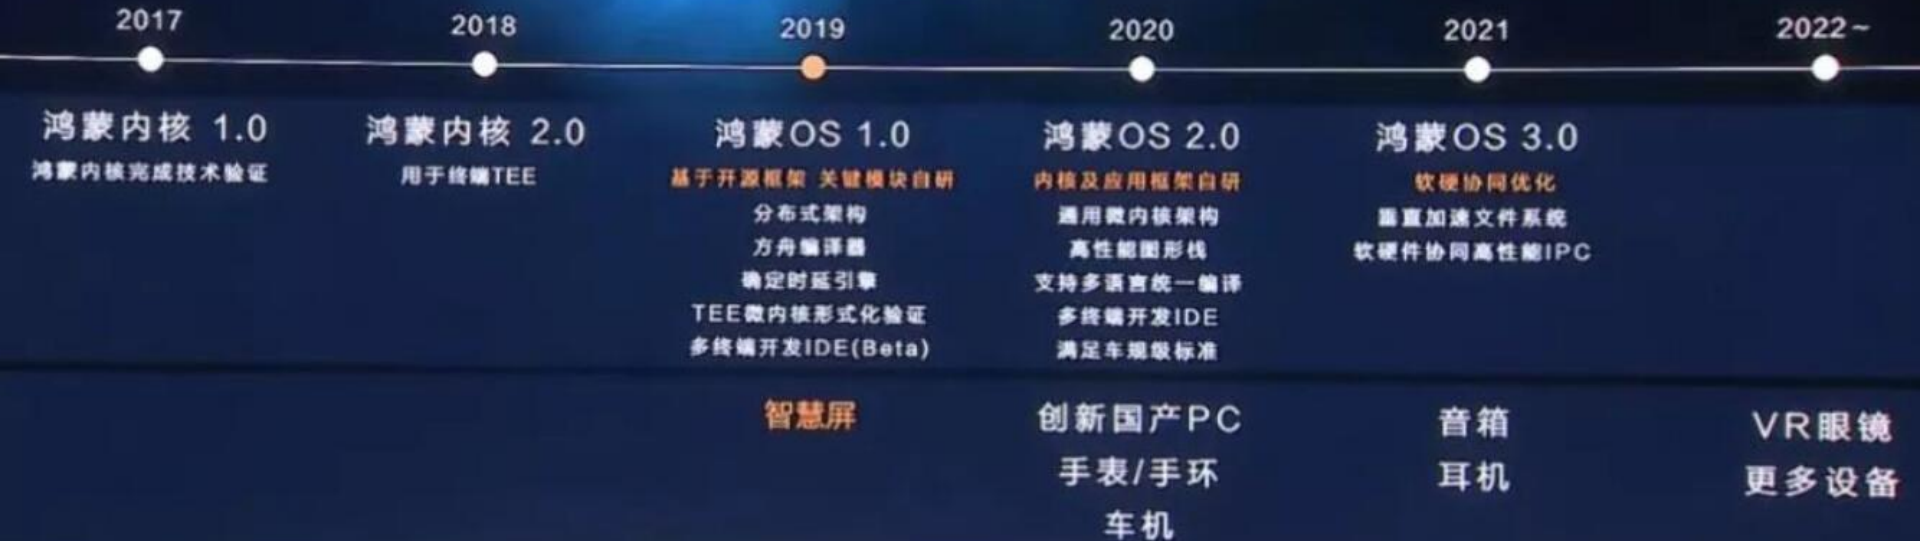 2017
2018
2019
2020
2021
2022~
鸿蒙内核 1.0
鸿蒙内核完成技术验证
鸿蒙内核 2.0
用于终端TEE
鸿蒙OS 1.0
基于开源框架 关键模块自研
分布式架构
方舟编译器
确定时延引擎
TEE微内核形式化验证
多终端开发IDE(Beta)
智慧屏
鸿蒙OS 2.0
内核及应用框架自研
通用微内核架构
高性能图形栈
支持多语言统一编译
多终端开发IDE
满足车规级标准
创新国产PC
手表/手环
车机
鸿蒙OS 3.0
软硬协同优化
垂直加速文件系统
软硬件协同高性能IPC
音箱
耳机
VR眼镜
更多设备